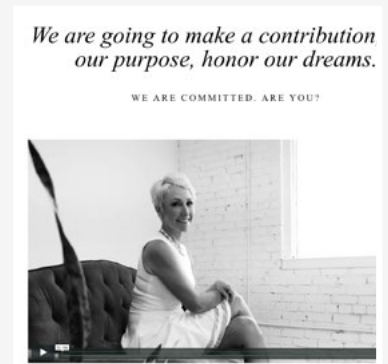 We are going to make a contribution
our purpose, honor our dreams.
WE ARE COMMITTED. ARE YOU?